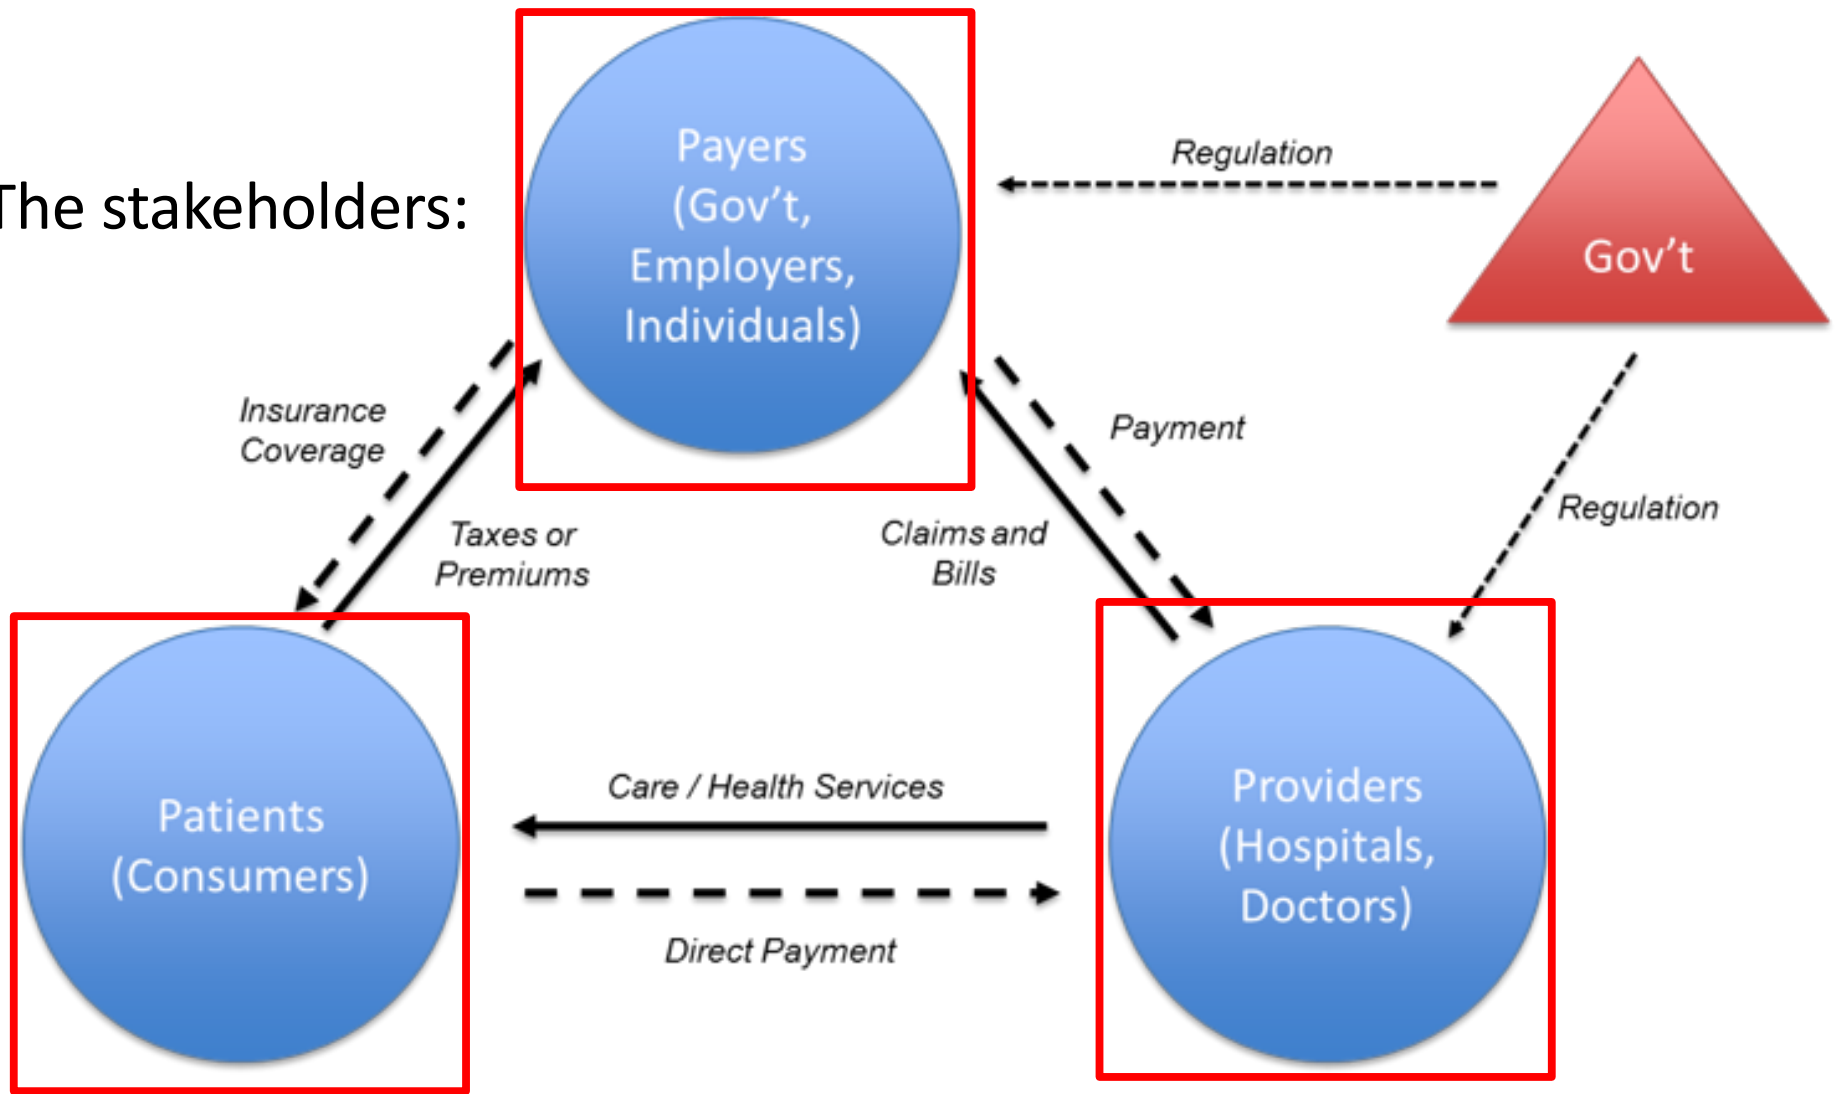 The stakeholders:
Payers
(Gov't,
Employers,
Individuals)
Regulation
Gov't
Insurance
Coverage
Payment
Taxes or
Premiums
Claims and
Bills
Regulation
Patients
(Consumers)
Care / Health Services
Direct Payment
Providers
(Hospitals,
Doctors)